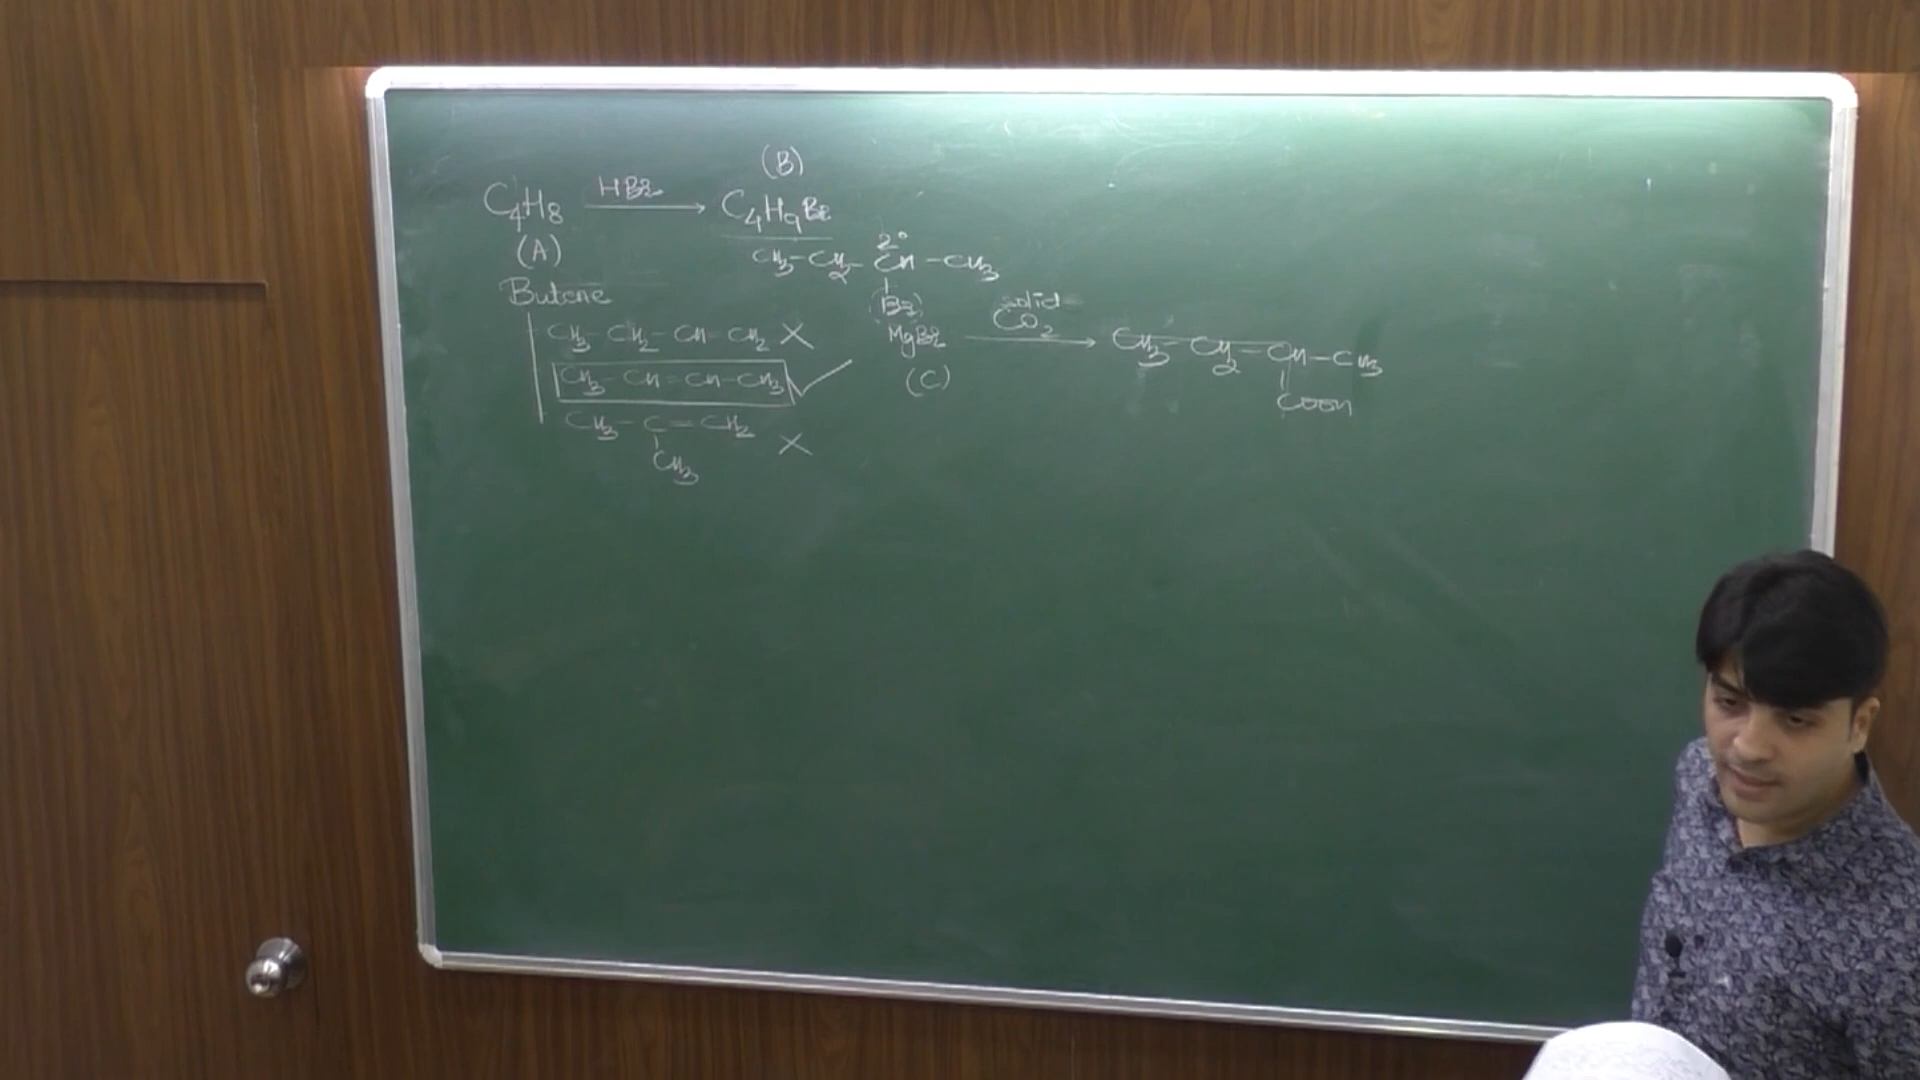 (B)
C4H8 HBr → C4H9Br
(A)
CH3-CH2-CH-CH3
2°
Br
Butene
CH3-CH2-CH=CH2 X
CH3-CH=CH-CH3 ✓
CH3-C=CH2 X
CH3
MgBr
(C)
solid
CO2 →
CH3-CH2-CH-CH3
COOH